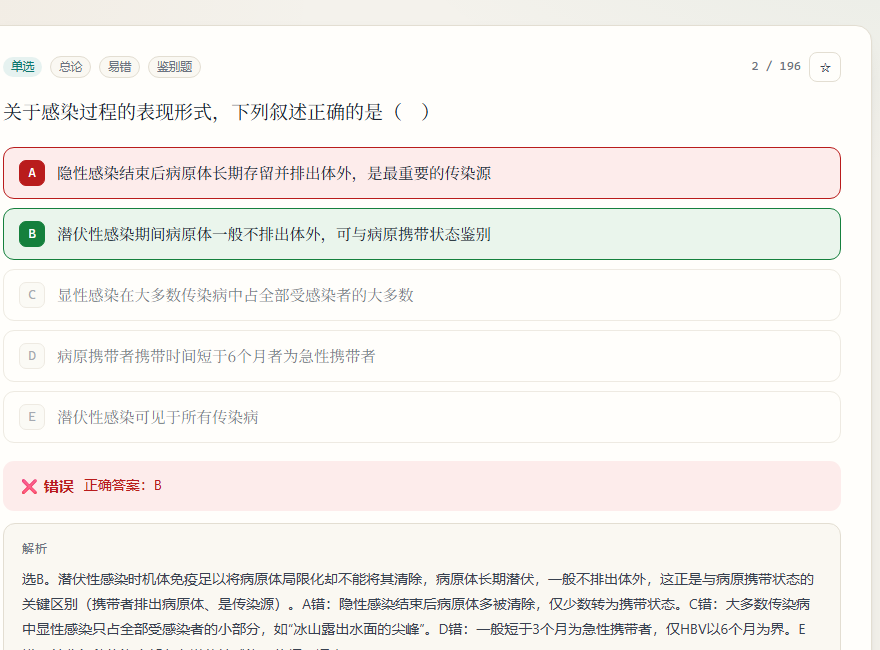 单选 总论 易错 鉴别题 2 / 196 ☆
关于感染过程的表现形式，下列叙述正确的是（　）
A 隐性感染结束后病原体长期存留并排出体外，是最重要的传染源
B 潜伏性感染期间病原体一般不排出体外，可与病原携带状态鉴别
C 显性感染在大多数传染病中占全部受感染者的大多数
D 病原携带者携带时间短于6个月者为急性携带者
E 潜伏性感染可见于所有传染病
❌ 错误 正确答案：B
解析
选B。潜伏性感染时机体免疫足以将病原体局限化却不能将其清除，病原体长期潜伏，一般不排出体外，这正是与病原携带状态的
关键区别（携带者排出病原体、是传染源）。A错：隐性感染结束后病原体多被清除，仅少数转为携带状态。C错：大多数传染病
中显性感染只占全部受感染者的小部分，如“冰山露出水面的尖峰”。D错：一般短于3个月为急性携带者，仅HBV以6个月为界。E